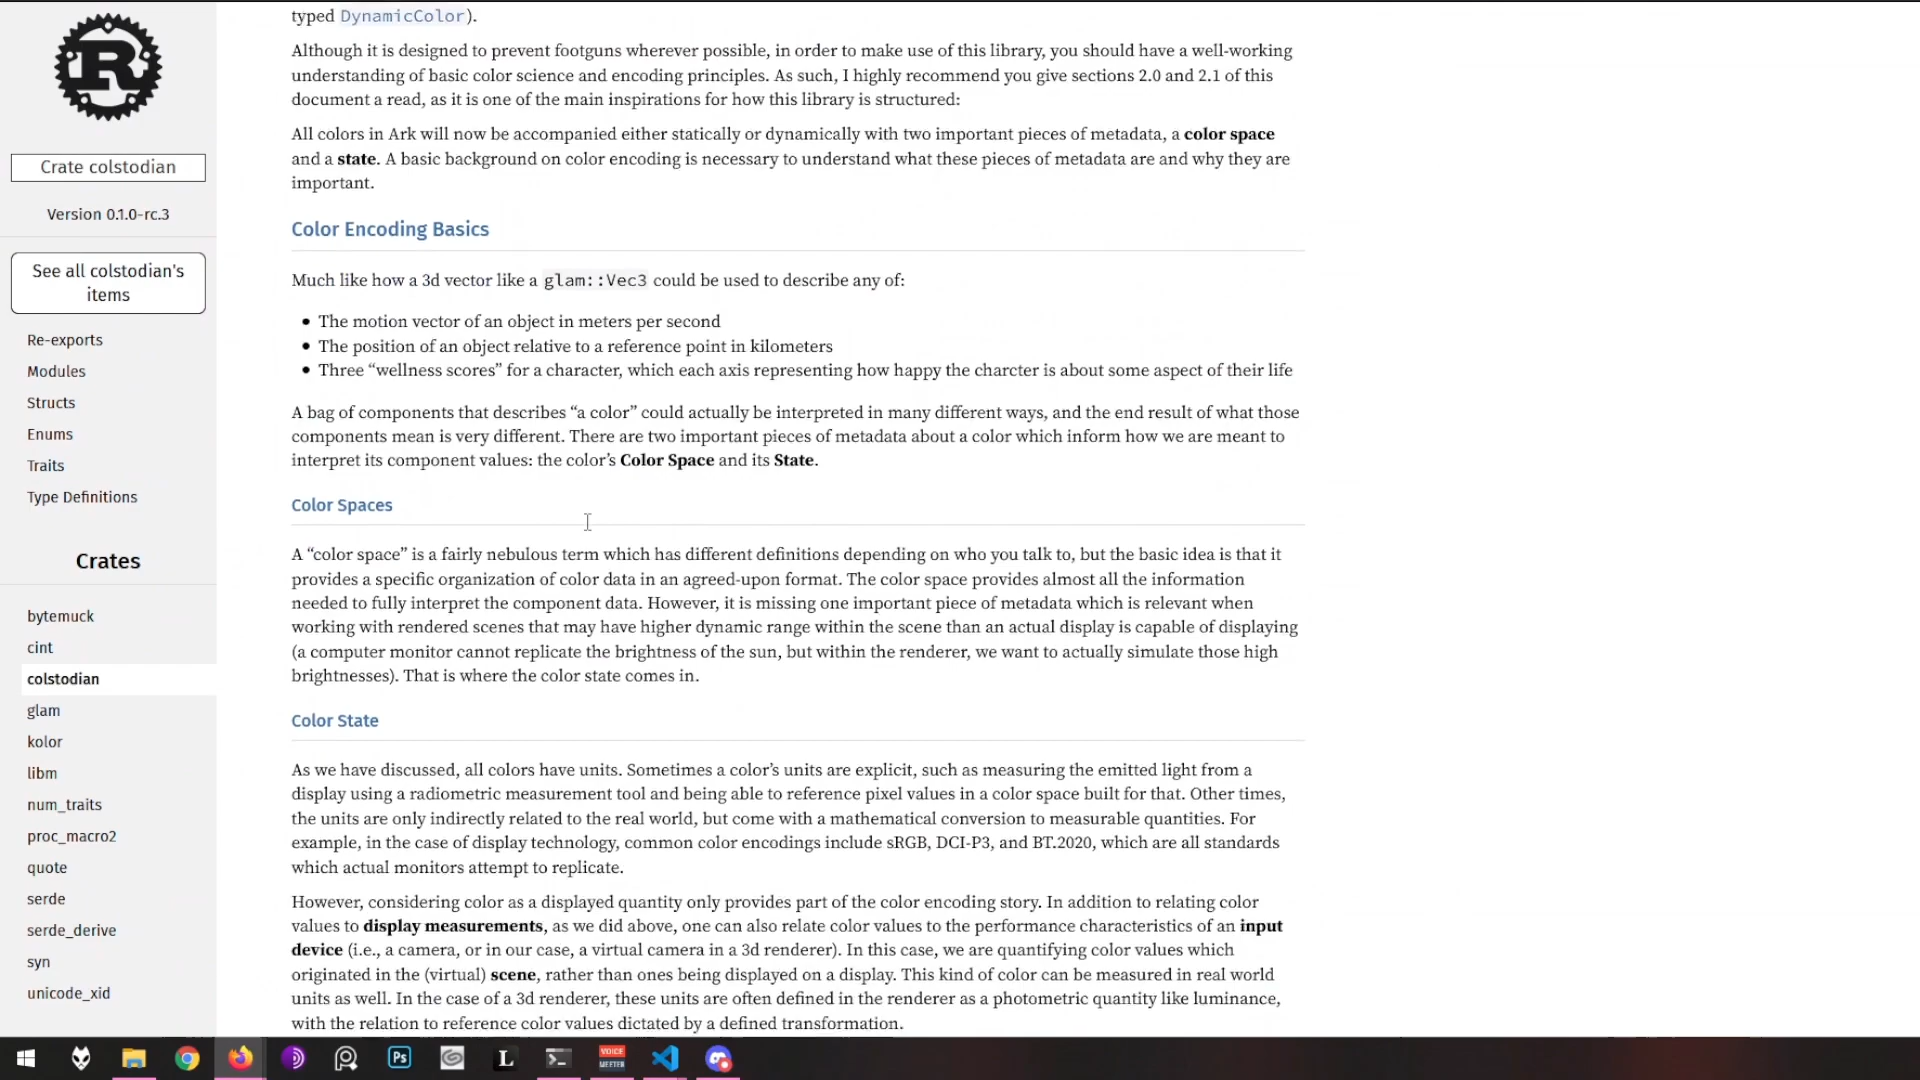 typed DynamicColor).
Although it is designed to prevent footguns wherever possible, in order to make use of this library, you should have a well-working
understanding of basic color science and encoding principles. As such, I highly recommend you give sections 2.0 and 2.1 of this
document a read, as it is one of the main inspirations for how this library is structured:
All colors in Ark will now be accompanied either statically or dynamically with two important pieces of metadata, a color space
and a state. A basic background on color encoding is necessary to understand what these pieces of metadata are and why they are
important.
Color Encoding Basics
Much like how a 3d vector like a glam::Vec3 could be used to describe any of:
• The motion vector of an object in meters per second
• The position of an object relative to a reference point in kilometers
• Three “wellness scores” for a character, which each axis representing how happy the charcter is about some aspect of their life
A bag of components that describes “a color” could actually be interpreted in many different ways, and the end result of what those
components mean is very different. There are two important pieces of metadata about a color which inform how we are meant to
interpret its component values: the color’s Color Space and its State.
Color Spaces
A “color space” is a fairly nebulous term which has different definitions depending on who you talk to, but the basic idea is that it
provides a specific organization of color data in an agreed-upon format. The color space provides almost all the information
needed to fully interpret the component data. However, it is missing one important piece of metadata which is relevant when
working with rendered scenes that may have higher dynamic range within the scene than an actual display is capable of displaying
(a computer monitor cannot replicate the brightness of the sun, but within the renderer, we want to actually simulate those high
brightnesses). That is where the color state comes in.
Color State
As we have discussed, all colors have units. Sometimes a color’s units are explicit, such as measuring the emitted light from a
display using a radiometric measurement tool and being able to reference pixel values in a color space built for that. Other times,
the units are only indirectly related to the real world, but come with a mathematical conversion to measurable quantities. For
example, in the case of display technology, common color encodings include sRGB, DCI-P3, and BT.2020, which are all standards
which actual monitors attempt to replicate.
However, considering color as a displayed quantity only provides part of the color encoding story. In addition to relating color
values to display measurements, as we did above, one can also relate color values to the performance characteristics of an input
device (i.e., a camera, or in our case, a virtual camera in a 3d renderer). In this case, we are quantifying color values which
originated in the (virtual) scene, rather than ones being displayed on a display. This kind of color can be measured in real world
units as well. In the case of a 3d renderer, these units are often defined in the renderer as a photometric quantity like luminance,
with the relation to reference color values dictated by a defined transformation.
R
Crate colstodian
Version 0.1.0-rc.3
See all colstodian's
items
Re-exports
Modules
Structs
Enums
Traits
Type Definitions
Crates
bytemuck
cint
colstodian
glam
kolor
libm
num_traits
proc_macro2
quote
serde
serde_derive
syn
unicode_xid
Ps
L
VOICE
MEETER